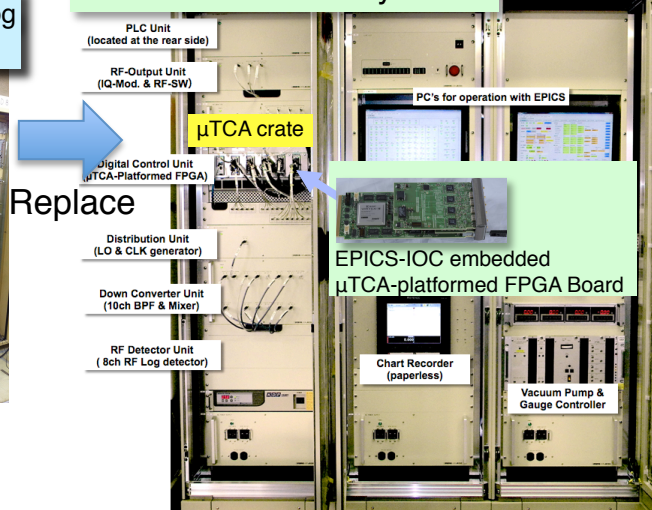 og
PLC Unit
(located at the rear side)
RF-Output Unit
(IQ-Mod. & RF-SW)
PC's for operation with EPICS
μTCA crate
Digital Control Unit
(μTCA-Platformed FPGA)
Replace
EPICS-IOC embedded
μTCA-platformed FPGA Board
Distribution Unit
(LO & CLK generator)
Down Converter Unit
(10ch BPF & Mixer)
RF Detector Unit
( 8ch RF Log detector)
Chart Recorder
(paperless)
Vacuum Pump &
Gauge Controller